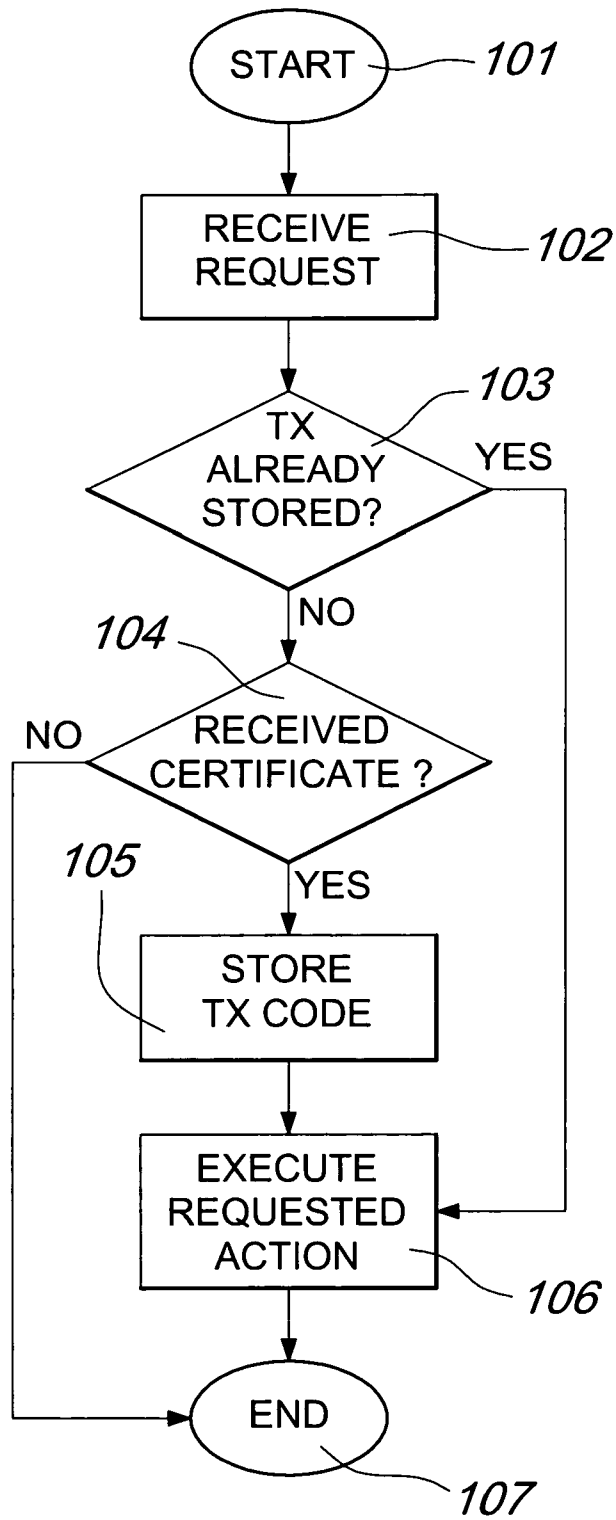 START
101
RECEIVE
REQUEST
102
103
TX
ALREADY
STORED?
YES
NO
104
RECEIVED
CERTIFICATE ?
NO
YES
105
STORE
TX CODE
EXECUTE
REQUESTED
ACTION
106
END
107